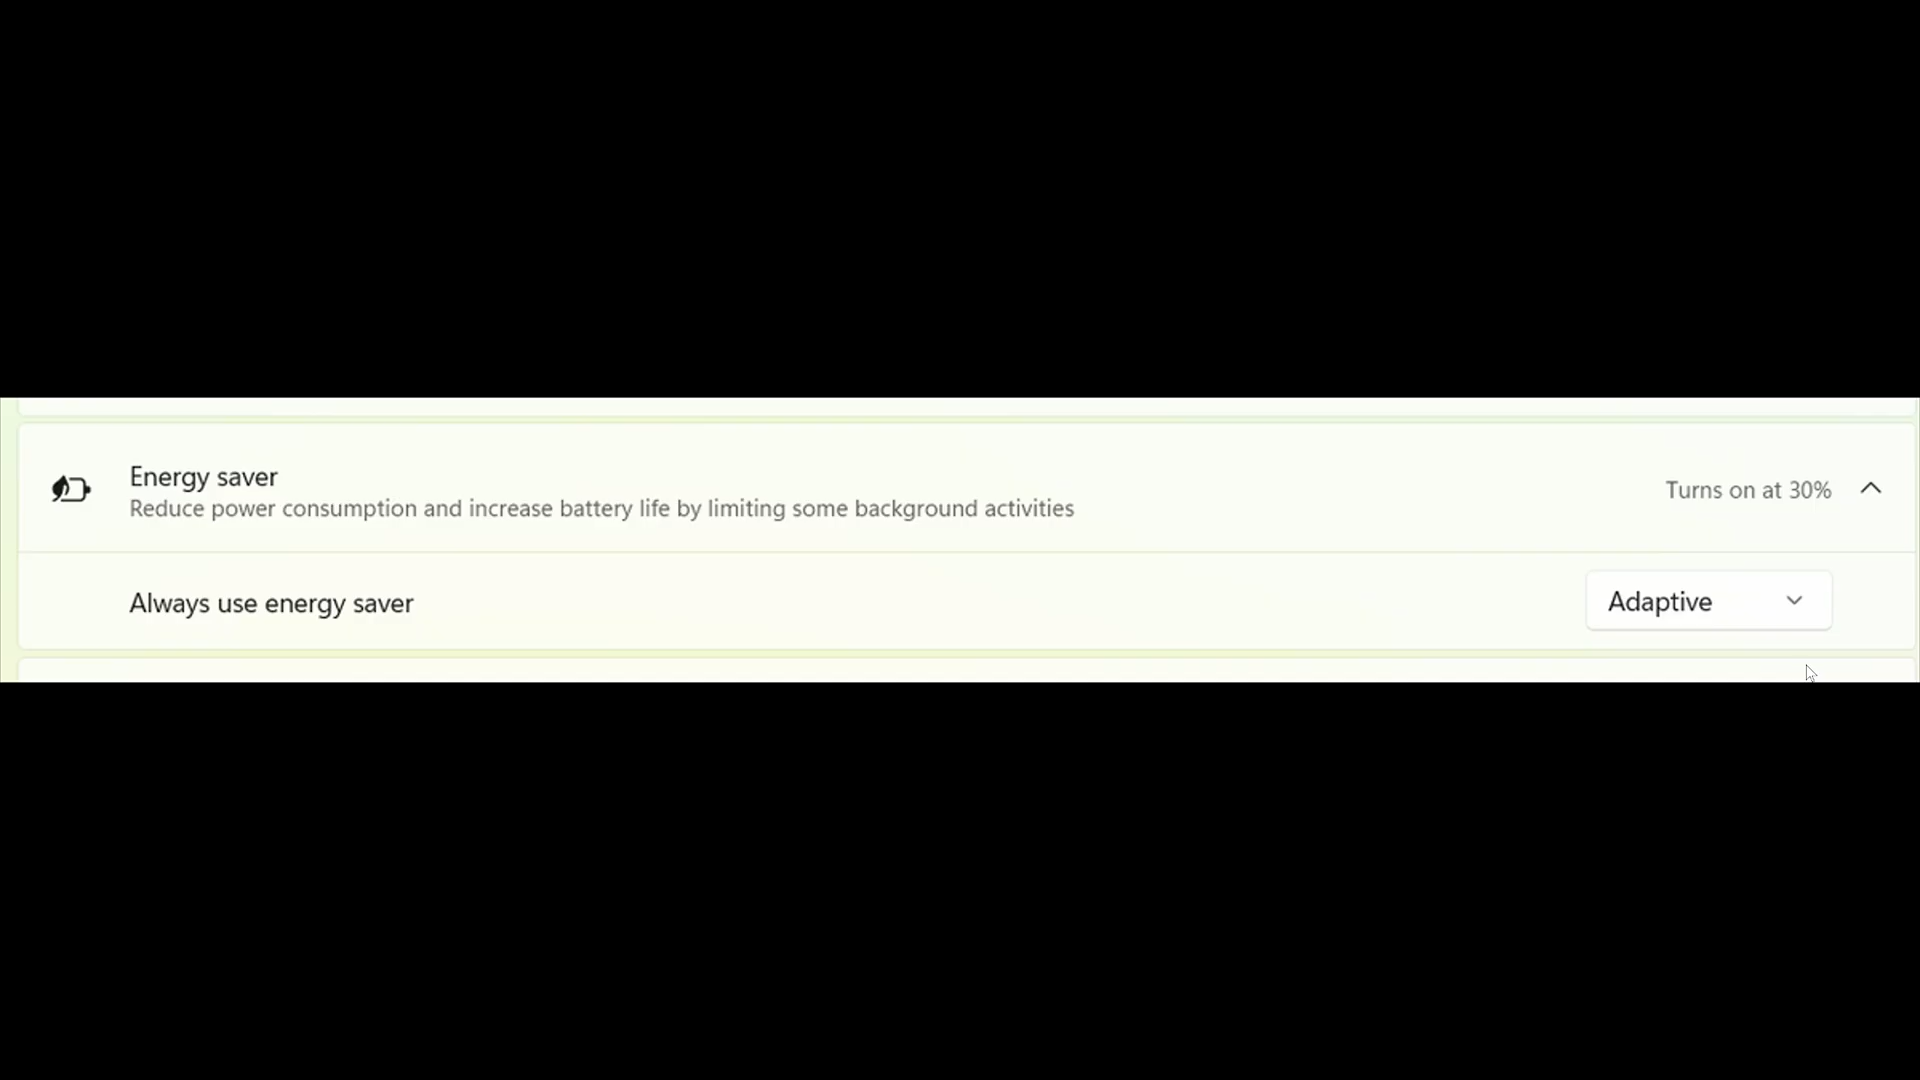 Energy saver
Reduce power consumption and increase battery life by limiting some background activities
Turns on at 30%
Always use energy saver
Adaptive